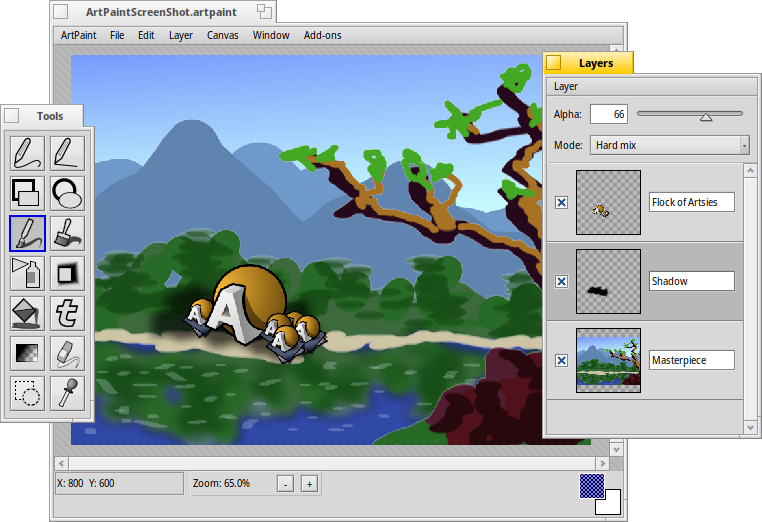 ArtPaintScreenShot.artpaint
ArtPaint File Edit Layer Canvas Window Add-ons
Layers
Layer
Alpha: 66
Mode: Hard mix
Flock of Artsies
Shadow
Masterpiece
Tools
t
A
A
A
A
A
X: 800 Y: 600
Zoom: 65.0% - +